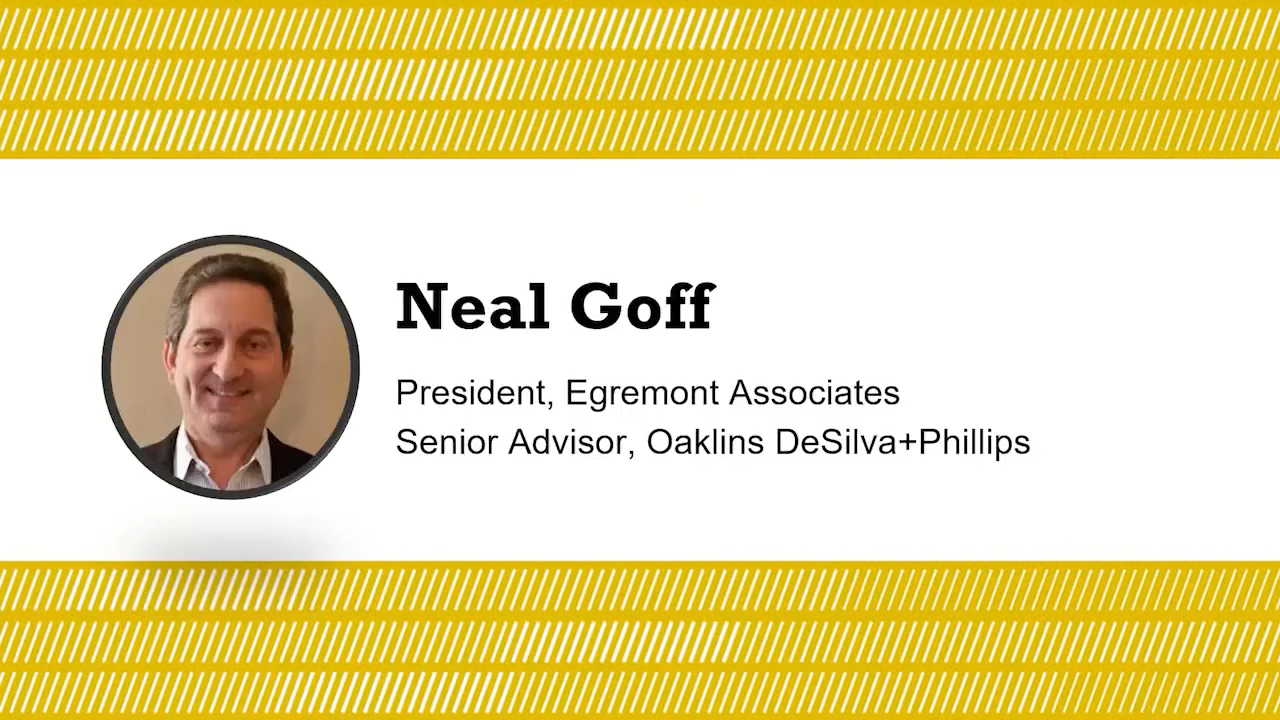 Neal Goff
President, Egremont Associates
Senior Advisor, Oaklins DeSilva+Phillips